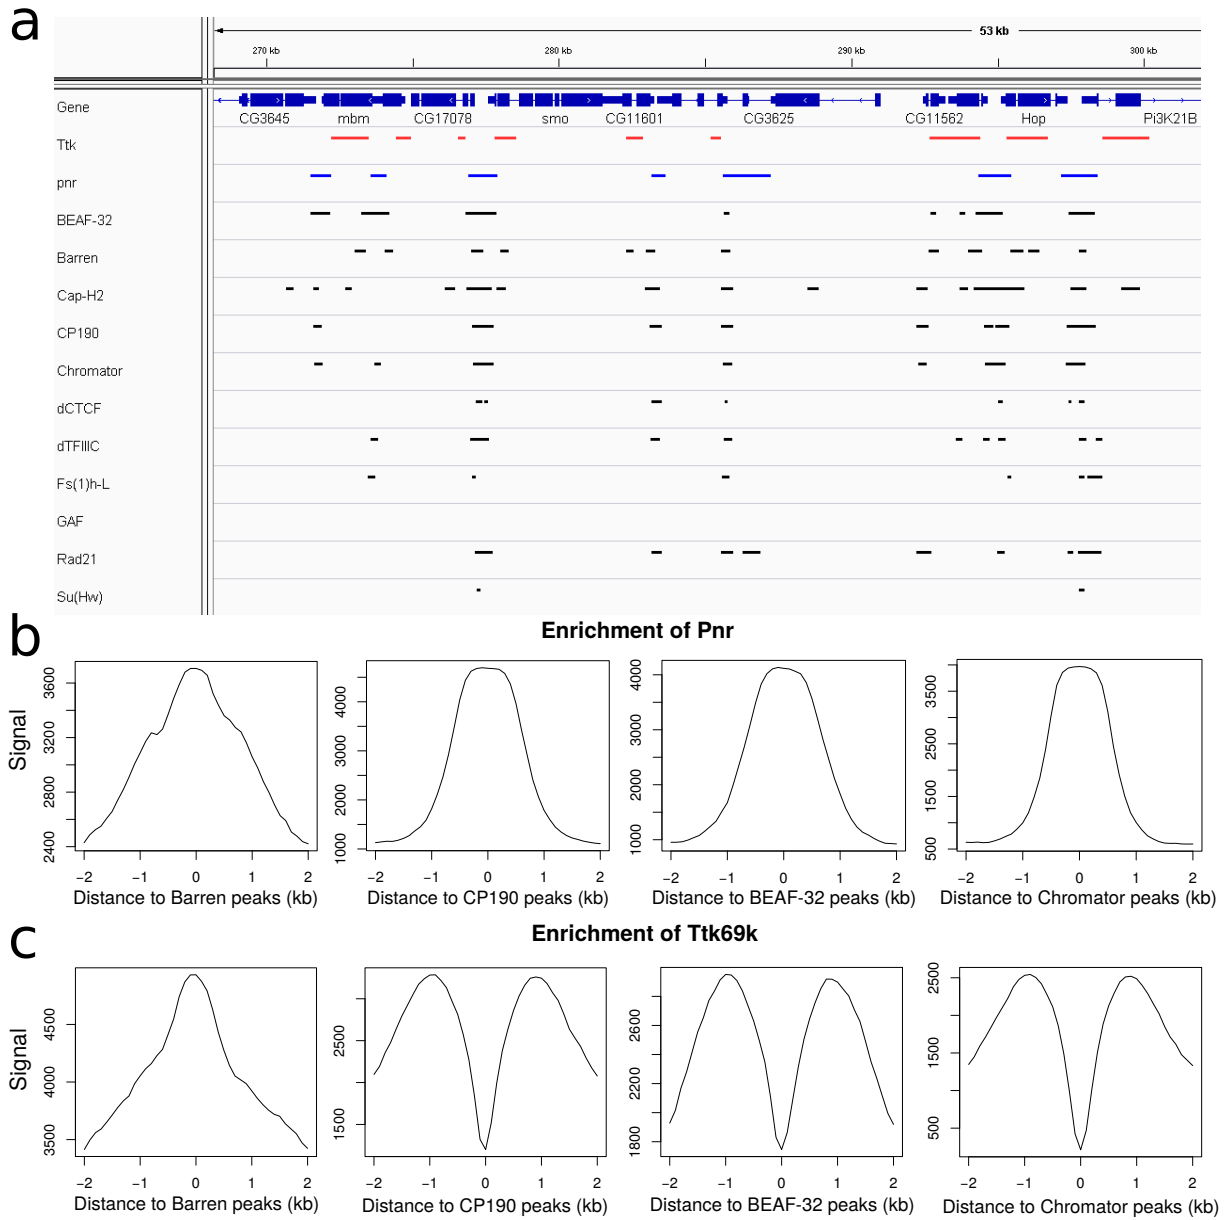 a
53 kb
270 kb 280 kb 290 kb 300 kb
Gene
CG3645 mbm CG17078 smo CG11601 CG3625 CG11562 Hop Pi3K21B
Ttk
pnr
BEAF-32
Barren
Cap-H2
CP190
Chromator
dCTCF
dTFIIIC
Fs(1)h-L
GAF
Rad21
Su(Hw)
b
Enrichment of Pnr
Signal
2400 2800 3200 3600
-2 -1 0 1 2
Distance to Barren peaks (kb)
1000 2000 3000 4000
-2 -1 0 1 2
Distance to CP190 peaks (kb)
1000 2000 3000 4000
-2 -1 0 1 2
Distance to BEAF-32 peaks (kb)
500 1500 2500 3500
-2 -1 0 1 2
Distance to Chromator peaks (kb)
c
Enrichment of Ttk69k
Signal
3500 4000 4500
-2 -1 0 1 2
Distance to Barren peaks (kb)
1500 2500
-2 -1 0 1 2
Distance to CP190 peaks (kb)
1800 2200 2600
-2 -1 0 1 2
Distance to BEAF-32 peaks (kb)
500 1500 2500
-2 -1 0 1 2
Distance to Chromator peaks (kb)